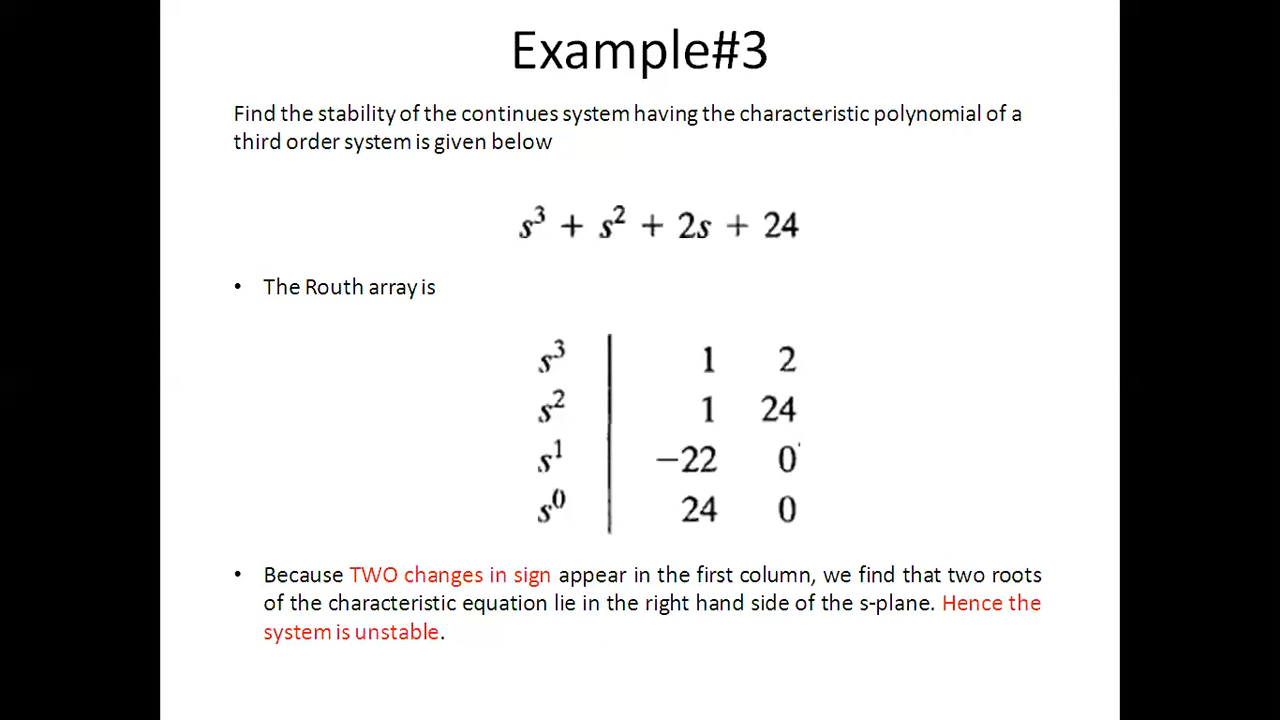 Example#3
Find the stability of the continues system having the characteristic polynomial of a
third order system is given below
s³ + s² + 2s + 24
• The Routh array is
s³ | 1 2
s² | 1 24
s¹ | −22 0
s⁰ | 24 0
• Because TWO changes in sign appear in the first column, we find that two roots
of the characteristic equation lie in the right hand side of the s-plane. Hence the
system is unstable.